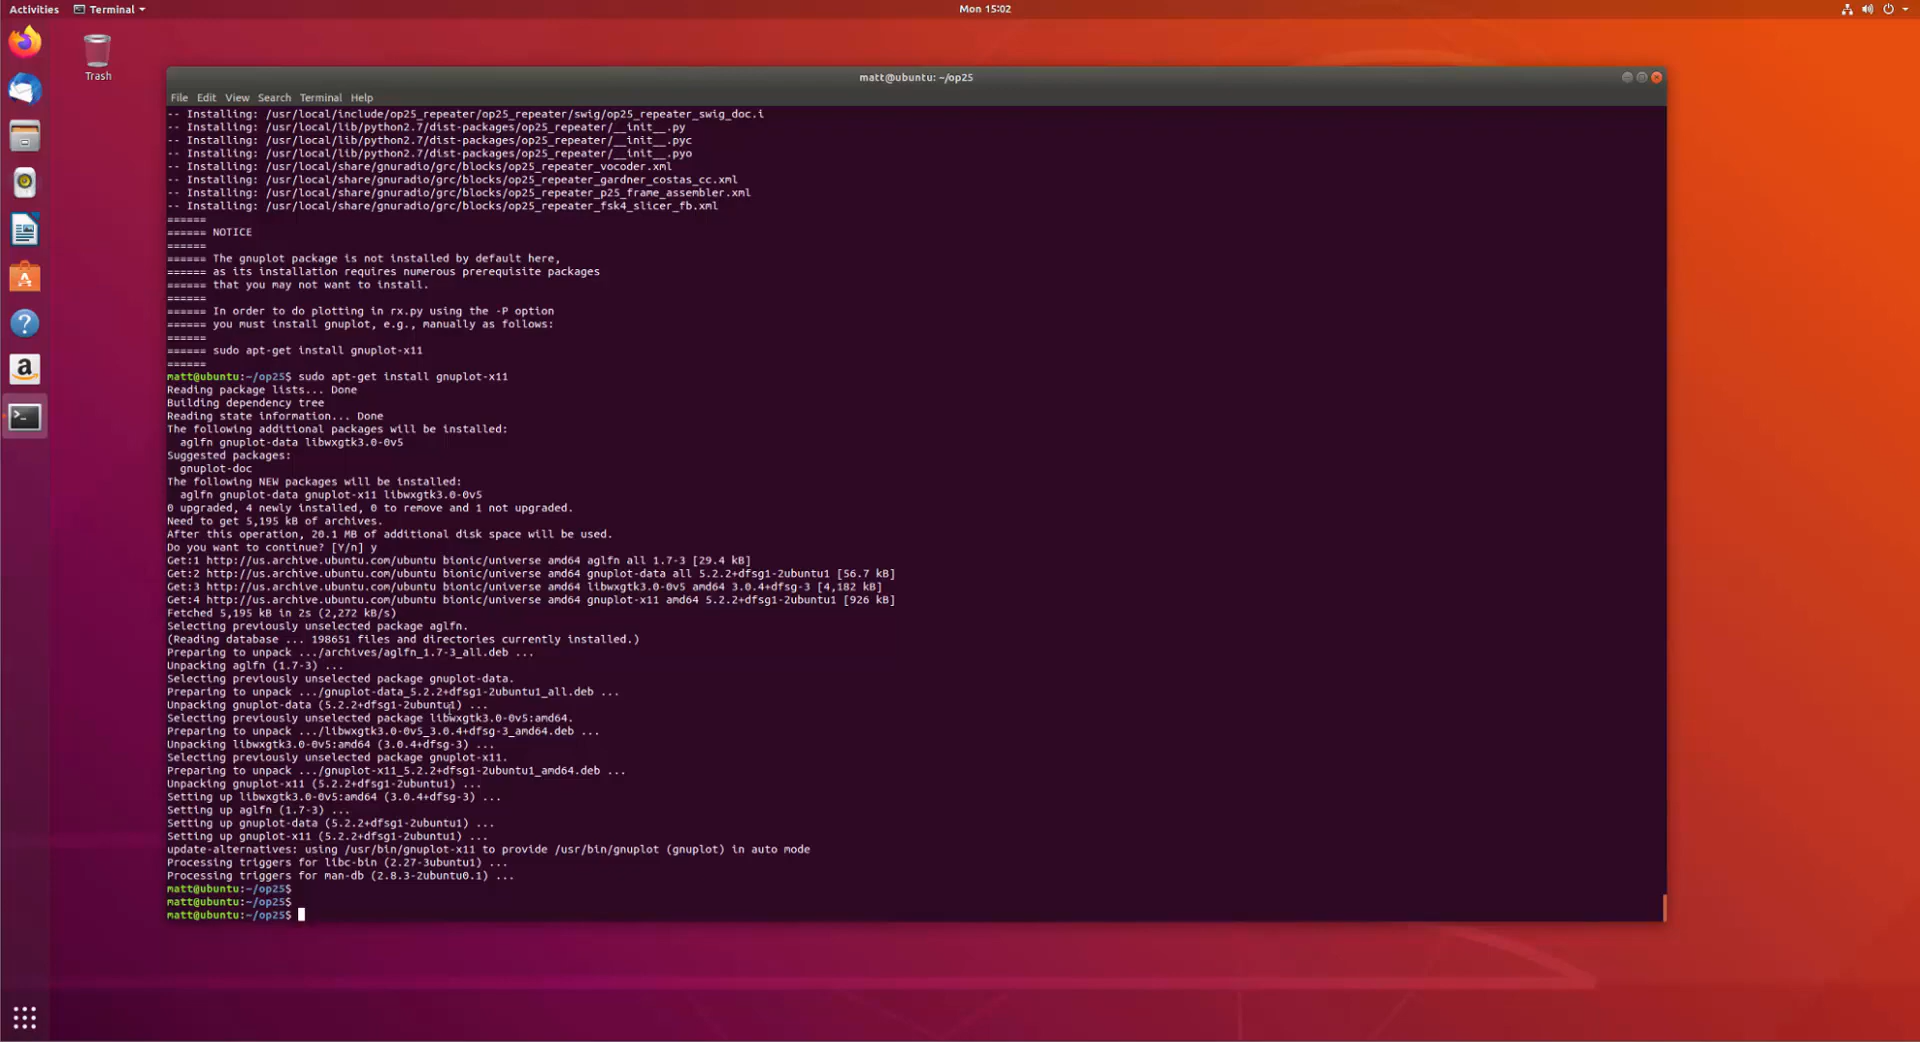 Activities
Terminal
Mon 15:02
Trash
matt@ubuntu: ~/op25
File Edit View Search Terminal Help
-- Installing: /usr/local/include/op25_repeater/op25_repeater/swig/op25_repeater_swig_doc.i
-- Installing: /usr/local/lib/python2.7/dist-packages/op25_repeater/__init__.py
-- Installing: /usr/local/lib/python2.7/dist-packages/op25_repeater/__init__.pyc
-- Installing: /usr/local/lib/python2.7/dist-packages/op25_repeater/__init__.pyo
-- Installing: /usr/local/share/gnuradio/grc/blocks/op25_repeater_vocoder.xml
-- Installing: /usr/local/share/gnuradio/grc/blocks/op25_repeater_gardner_costas_cc.xml
-- Installing: /usr/local/share/gnuradio/grc/blocks/op25_repeater_p25_frame_assembler.xml
-- Installing: /usr/local/share/gnuradio/grc/blocks/op25_repeater_fsk4_slicer_fb.xml
======
====== NOTICE
======
====== The gnuplot package is not installed by default here,
====== as its installation requires numerous prerequisite packages
====== that you may not want to install.
======
====== In order to do plotting in rx.py using the -P option
====== you must install gnuplot, e.g., manually as follows:
======
====== sudo apt-get install gnuplot-x11
======
matt@ubuntu:~/op25$ sudo apt-get install gnuplot-x11
Reading package lists... Done
Building dependency tree
Reading state information... Done
The following additional packages will be installed:
  aglfn gnuplot-data libwxgtk3.0-0v5
Suggested packages:
  gnuplot-doc
The following NEW packages will be installed:
  aglfn gnuplot-data gnuplot-x11 libwxgtk3.0-0v5
0 upgraded, 4 newly installed, 0 to remove and 1 not upgraded.
Need to get 5,195 kB of archives.
After this operation, 20.1 MB of additional disk space will be used.
Do you want to continue? [Y/n] y
Get:1 http://us.archive.ubuntu.com/ubuntu bionic/universe amd64 aglfn all 1.7-3 [29.4 kB]
Get:2 http://us.archive.ubuntu.com/ubuntu bionic/universe amd64 gnuplot-data all 5.2.2+dfsg1-2ubuntu1 [56.7 kB]
Get:3 http://us.archive.ubuntu.com/ubuntu bionic/universe amd64 libwxgtk3.0-0v5 amd64 3.0.4+dfsg-3 [4,182 kB]
Get:4 http://us.archive.ubuntu.com/ubuntu bionic/universe amd64 gnuplot-x11 amd64 5.2.2+dfsg1-2ubuntu1 [926 kB]
Fetched 5,195 kB in 2s (2,272 kB/s)
Selecting previously unselected package aglfn.
(Reading database ... 198651 files and directories currently installed.)
Preparing to unpack .../archives/aglfn_1.7-3_all.deb ...
Unpacking aglfn (1.7-3) ...
Selecting previously unselected package gnuplot-data.
Preparing to unpack .../gnuplot-data_5.2.2+dfsg1-2ubuntu1_all.deb ...
Unpacking gnuplot-data (5.2.2+dfsg1-2ubuntu1) ...
Selecting previously unselected package libwxgtk3.0-0v5:amd64.
Preparing to unpack .../libwxgtk3.0-0v5_3.0.4+dfsg-3_amd64.deb ...
Unpacking libwxgtk3.0-0v5:amd64 (3.0.4+dfsg-3) ...
Selecting previously unselected package gnuplot-x11.
Preparing to unpack .../gnuplot-x11_5.2.2+dfsg1-2ubuntu1_amd64.deb ...
Unpacking gnuplot-x11 (5.2.2+dfsg1-2ubuntu1) ...
Setting up libwxgtk3.0-0v5:amd64 (3.0.4+dfsg-3) ...
Setting up aglfn (1.7-3) ...
Setting up gnuplot-data (5.2.2+dfsg1-2ubuntu1) ...
Setting up gnuplot-x11 (5.2.2+dfsg1-2ubuntu1) ...
update-alternatives: using /usr/bin/gnuplot-x11 to provide /usr/bin/gnuplot (gnuplot) in auto mode
Processing triggers for libc-bin (2.27-3ubuntu1) ...
Processing triggers for man-db (2.8.3-2ubuntu0.1) ...
matt@ubuntu:~/op25$
matt@ubuntu:~/op25$
matt@ubuntu:~/op25$